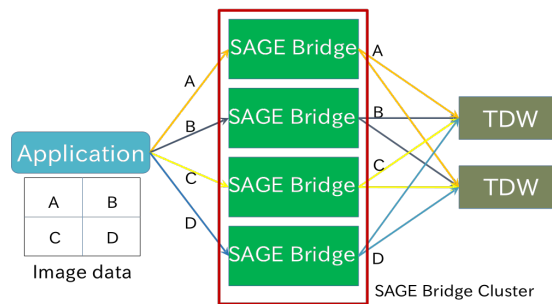 SAGE Bridge
A
A
SAGE Bridge
B
B
TDW
Application
SAGE Bridge
C
C
TDW
A B
C D
D
SAGE Bridge
D
Image data
SAGE Bridge Cluster